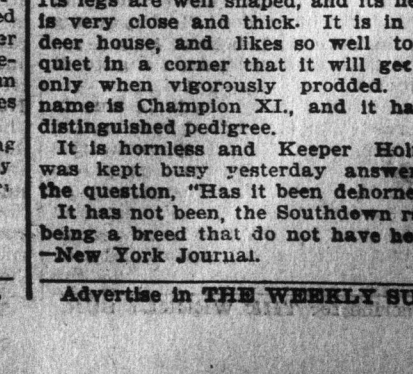 Its legs are well shaped, and its
is very close and thick. It is in
deer house, and likes so well to
quiet in a corner that it will
only when vigorously prodded.
name is Champion XI., and it
distinguished pedigree.
It is hornless and Keeper
was kept busy yesterday
the question, "Has it been
It has not been, the Southdown
being a breed that do not have
—New York Journal.
Advertise in THE WEEKLY